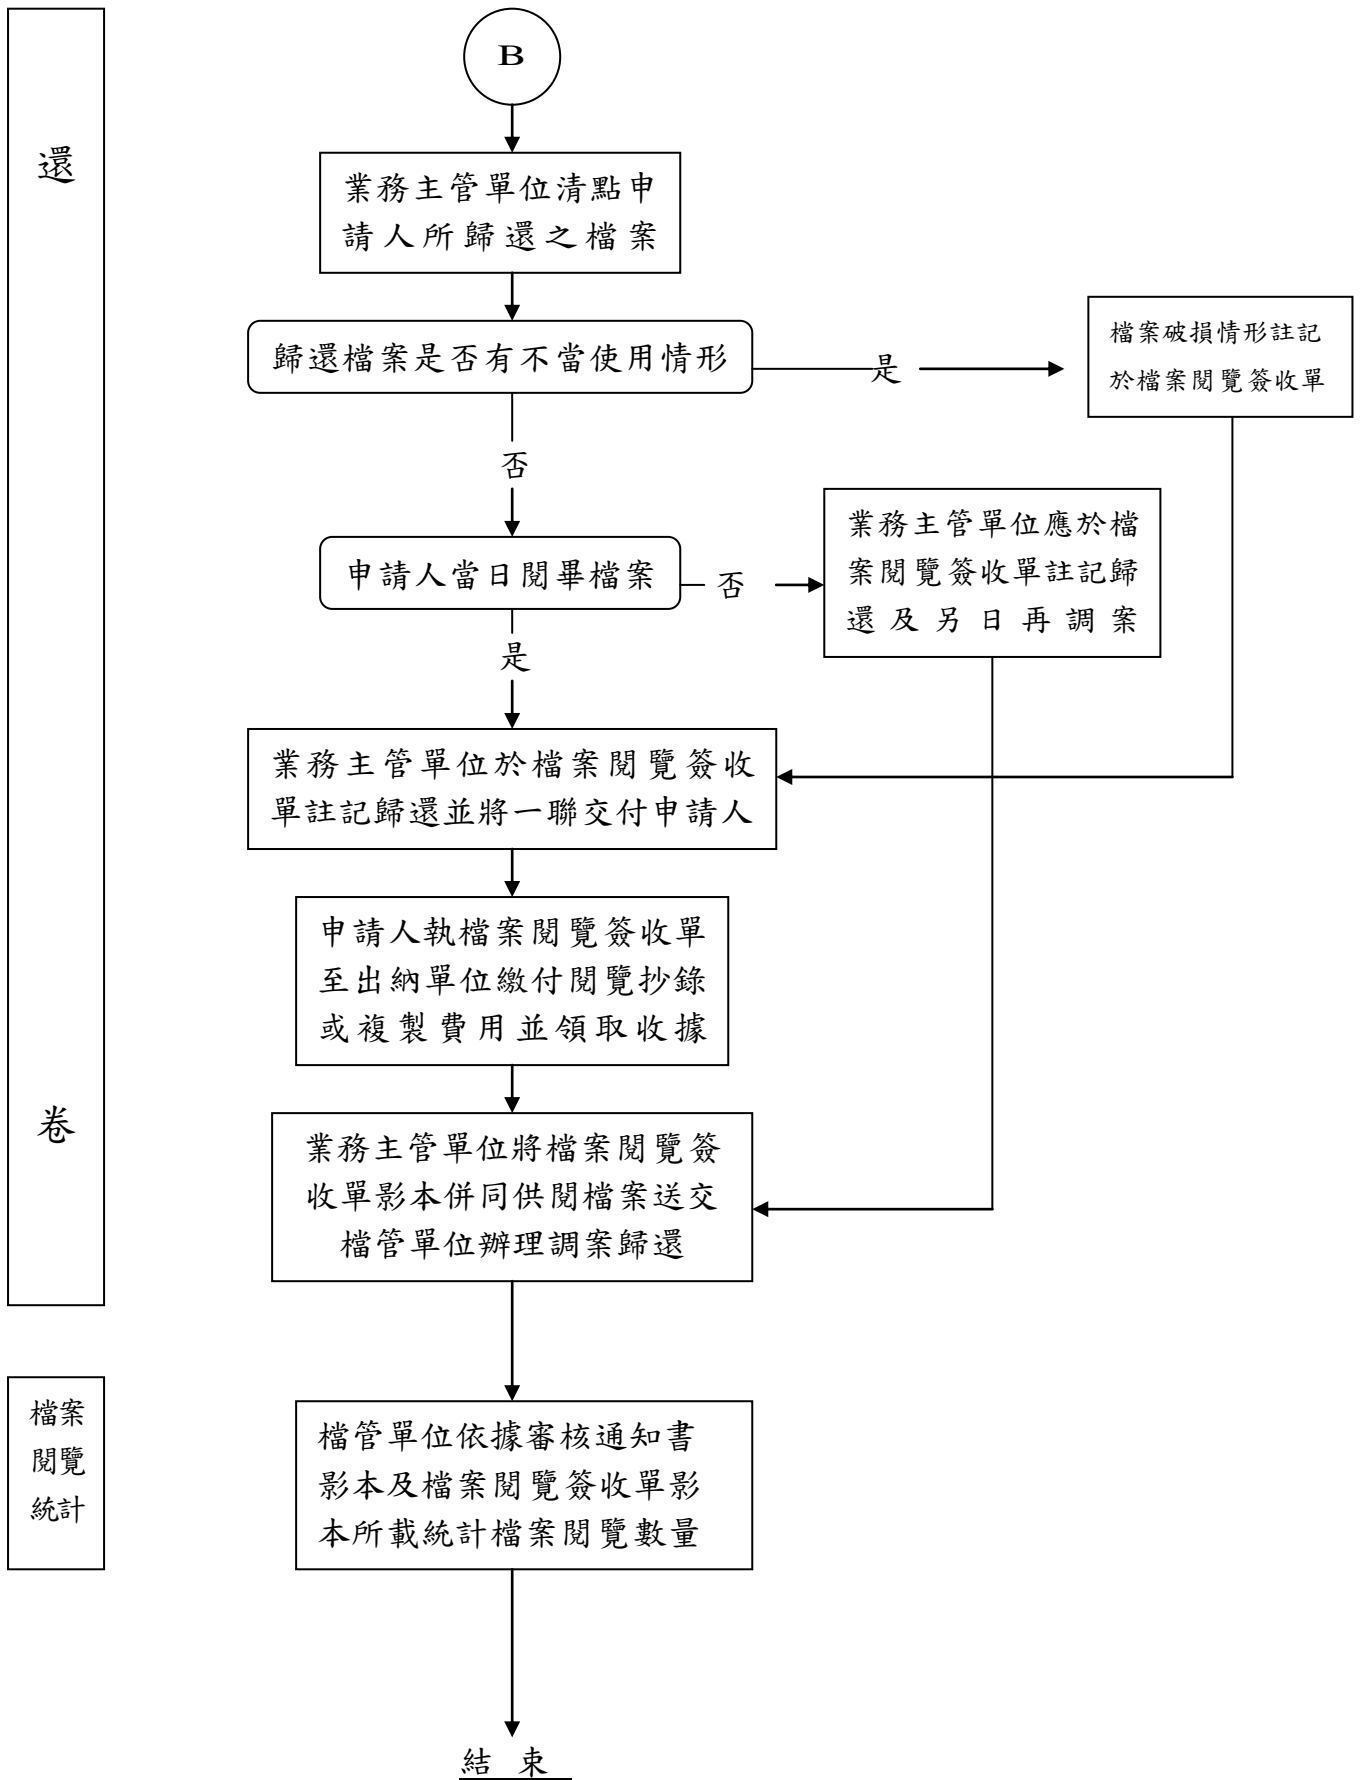 B
還
卷
業務主管單位清點申
請人所歸還之檔案
歸還檔案是否有不當使用情形
是
檔案破損情形註記
於檔案閱覽簽收單
否
申請人當日閱畢檔案
否
業務主管單位應於檔
案閱覽簽收單註記歸
還及另日再調案
是
業務主管單位於檔案閱覽簽收
單註記歸還並將一聯交付申請人
申請人執檔案閱覽簽收單
至出納單位繳付閱覽抄錄
或複製費用並領取收據
業務主管單位將檔案閱覽簽
收單影本併同供閱檔案送交
檔管單位辦理調案歸還
檔案
閱覽
統計
檔管單位依據審核通知書
影本及檔案閱覽簽收單影
本所載統計檔案閱覽數量
結 束